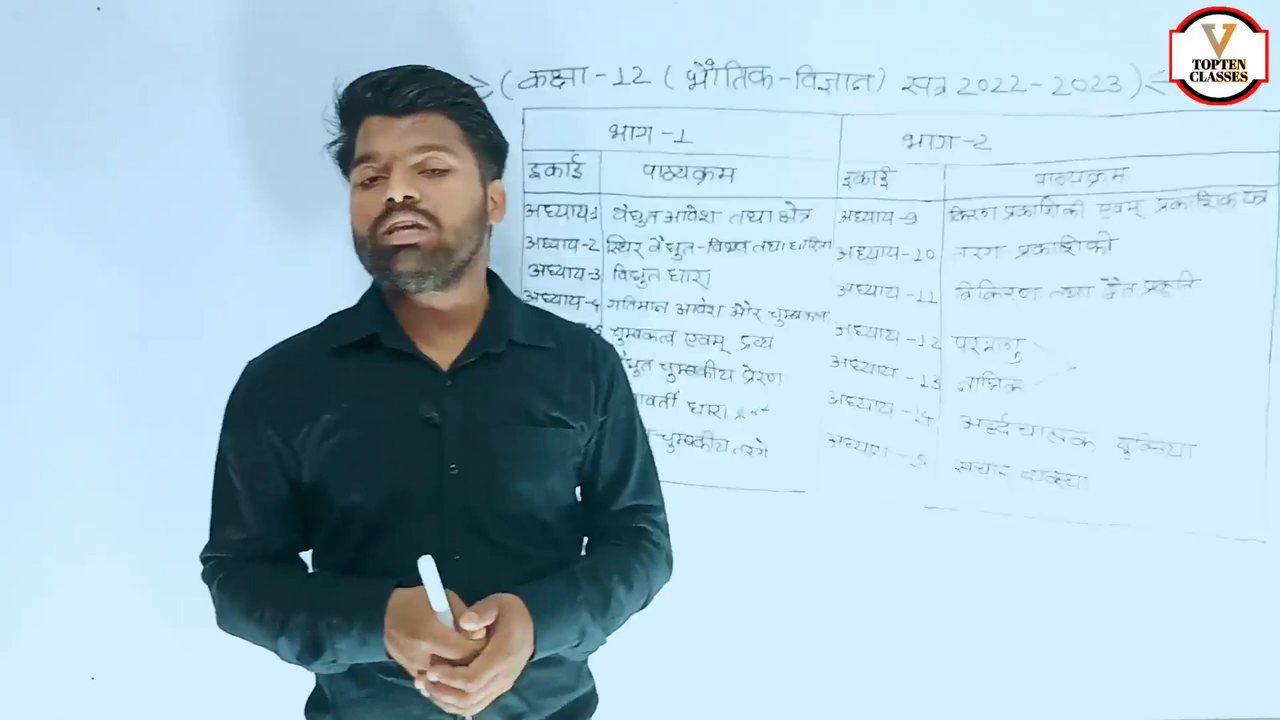 V
TOPTEN
CLASSES
(कक्षा -12 (भौतिक-विज्ञान) सत्र 2022-2023)
भाग -1
भाग -2
इकाई पाठ्यक्रम
इकाई पाठ्यक्रम
अध्याय-1 वैधुत आवेश तथा क्षेत्र
अध्याय-2 स्थिर वैधुत-विभव तथा धारिता
अध्याय-3 विधुत धारा
अध्याय-4 गतिमान आवेश और चुम्बकत्व
चुम्बकत्व एवम् द्रव्य
चुम्बकीय प्रेरण
धारा
चुम्बकीय तरंगे
अध्याय-9 किरण प्रकाशिकी एवम् प्रकाशिक यंत्र
अध्याय-10 तरंग प्रकाशिकी
अध्याय -11 विकिरण तथा द्वैत प्रकृति
अध्याय -12 परमाणु
अध्याय -13 नाभिक
अध्याय -14 अर्द्धचालक
अध्याय -15 संचार व्यवस्था